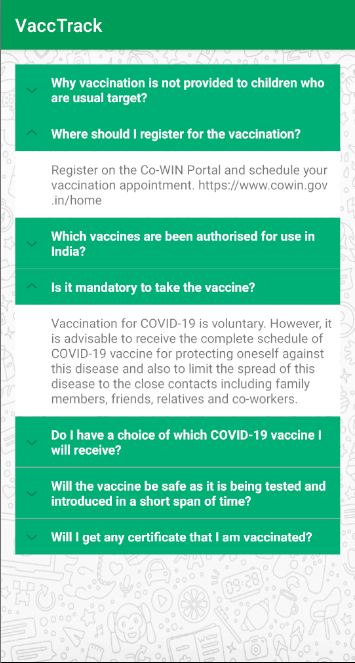 VaccTrack
Why vaccination is not provided to children who
are usual target?
Where should I register for the vaccination?
Register on the Co-WIN Portal and schedule your
vaccination appointment. https://www.cowin.gov
.in/home
Which vaccines are been authorised for use in
India?
Is it mandatory to take the vaccine?
Vaccination for COVID-19 is voluntary. However, it
is advisable to receive the complete schedule of
COVID-19 vaccine for protecting oneself against
this disease and also to limit the spread of this
disease to the close contacts including family
members, friends, relatives and co-workers.
Do I have a choice of which COVID-19 vaccine I
will receive?
Will the vaccine be safe as it is being tested and
introduced in a short span of time?
Will I get any certificate that I am vaccinated?
09:28